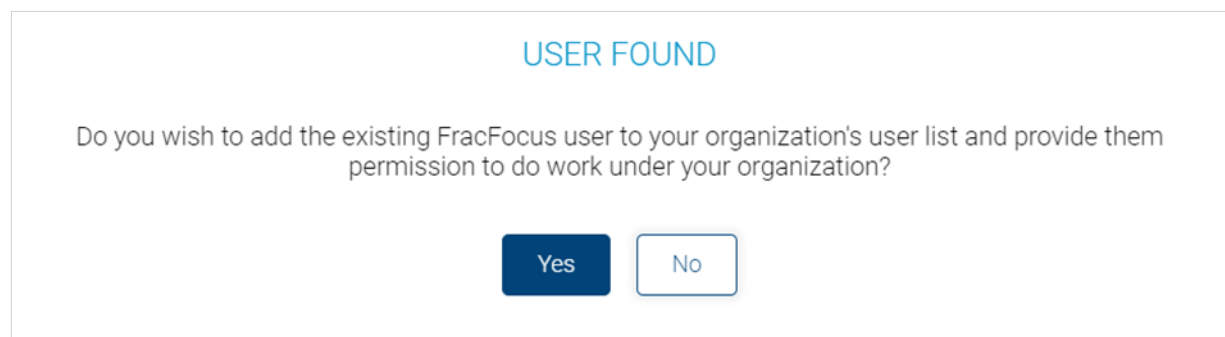 USER FOUND
Do you wish to add the existing FracFocus user to your organization's user list and provide them
permission to do work under your organization?
Yes
No